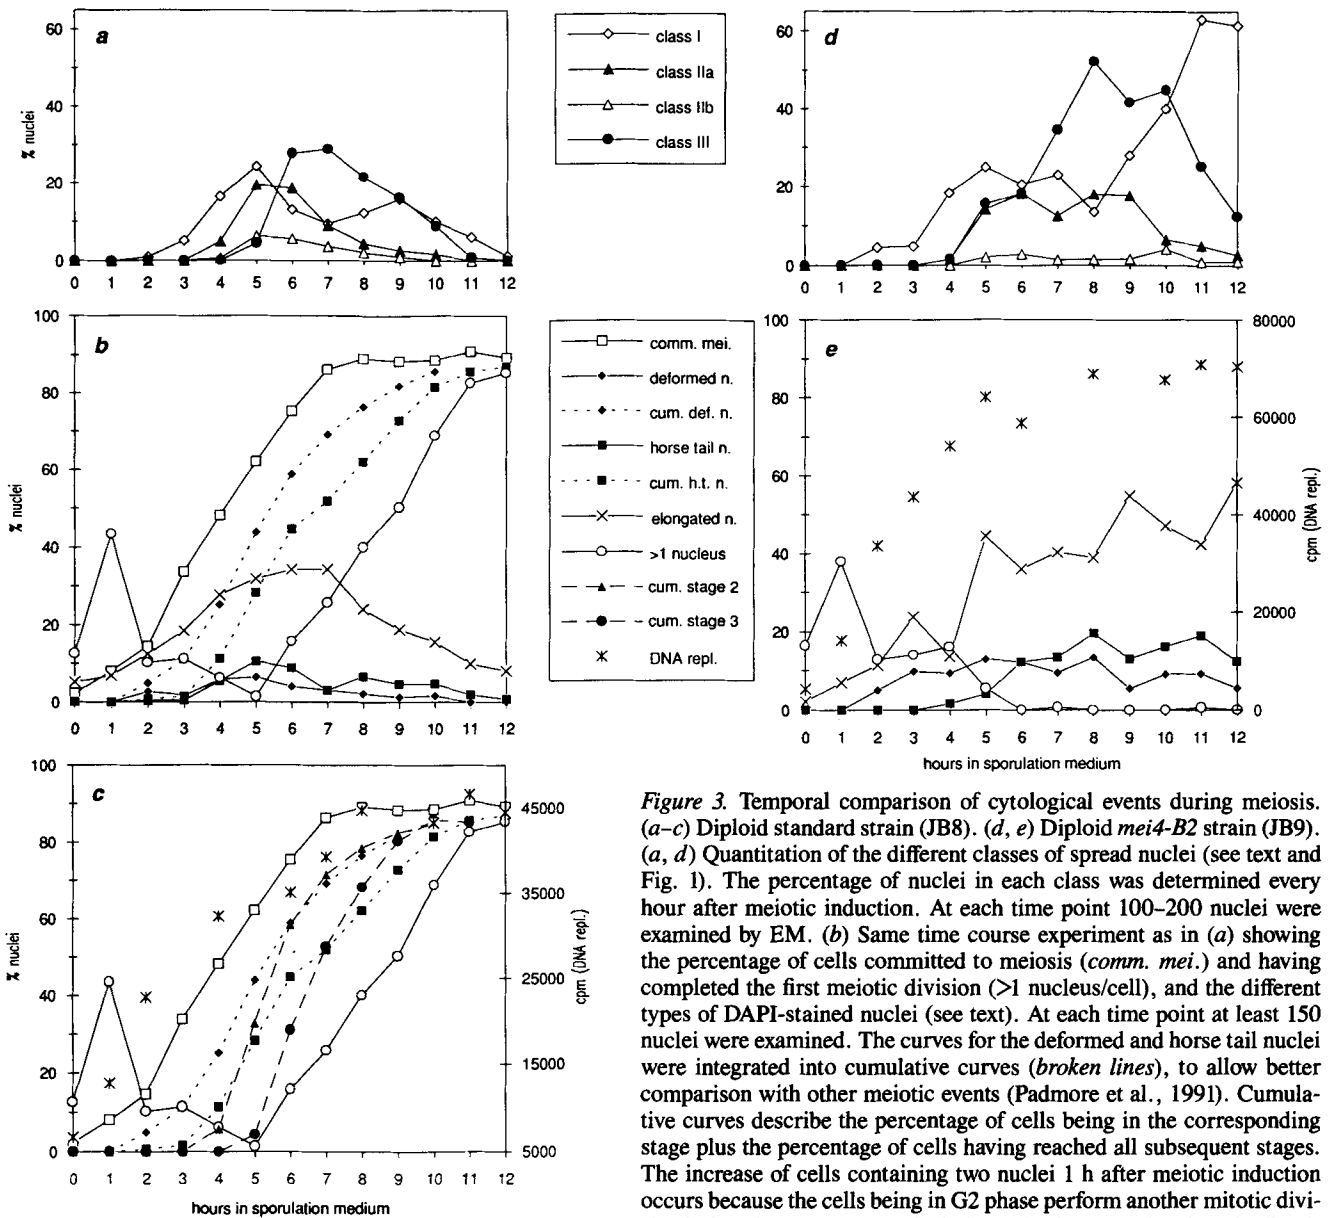 a
% nuclei
60
40
20
0
0 1 2 3 4 5 6 7 8 9 10 11 12
class I
class IIa
class IIb
class III
d
60
40
20
0
0 1 2 3 4 5 6 7 8 9 10 11 12
b
% nuclei
100
80
60
40
20
0
0 1 2 3 4 5 6 7 8 9 10 11 12
comm. mei.
deformed n.
cum. def. n.
horse tail n.
cum. h.t. n.
elongated n.
>1 nucleus
cum. stage 2
cum. stage 3
DNA repl.
e
100
80
60
40
20
0
80000
60000
40000
20000
0
cpm (DNA repl.)
0 1 2 3 4 5 6 7 8 9 10 11 12
hours in sporulation medium
c
% nuclei
100
80
60
40
20
0
45000
35000
25000
15000
5000
cpm (DNA repl.)
0 1 2 3 4 5 6 7 8 9 10 11 12
hours in sporulation medium
Figure 3. Temporal comparison of cytological events during meiosis.
(a–c) Diploid standard strain (JB8). (d, e) Diploid mei4-B2 strain (JB9).
(a, d) Quantitation of the different classes of spread nuclei (see text and
Fig. 1). The percentage of nuclei in each class was determined every
hour after meiotic induction. At each time point 100–200 nuclei were
examined by EM. (b) Same time course experiment as in (a) showing
the percentage of cells committed to meiosis (comm. mei.) and having
completed the first meiotic division (>1 nucleus/cell), and the different
types of DAPI-stained nuclei (see text). At each time point at least 150
nuclei were examined. The curves for the deformed and horse tail nuclei
were integrated into cumulative curves (broken lines), to allow better
comparison with other meiotic events (Padmore et al., 1991). Cumula-
tive curves describe the percentage of cells being in the corresponding
stage plus the percentage of cells having reached all subsequent stages.
The increase of cells containing two nuclei 1 h after meiotic induction
occurs because the cells being in G2 phase perform another mitotic divi-